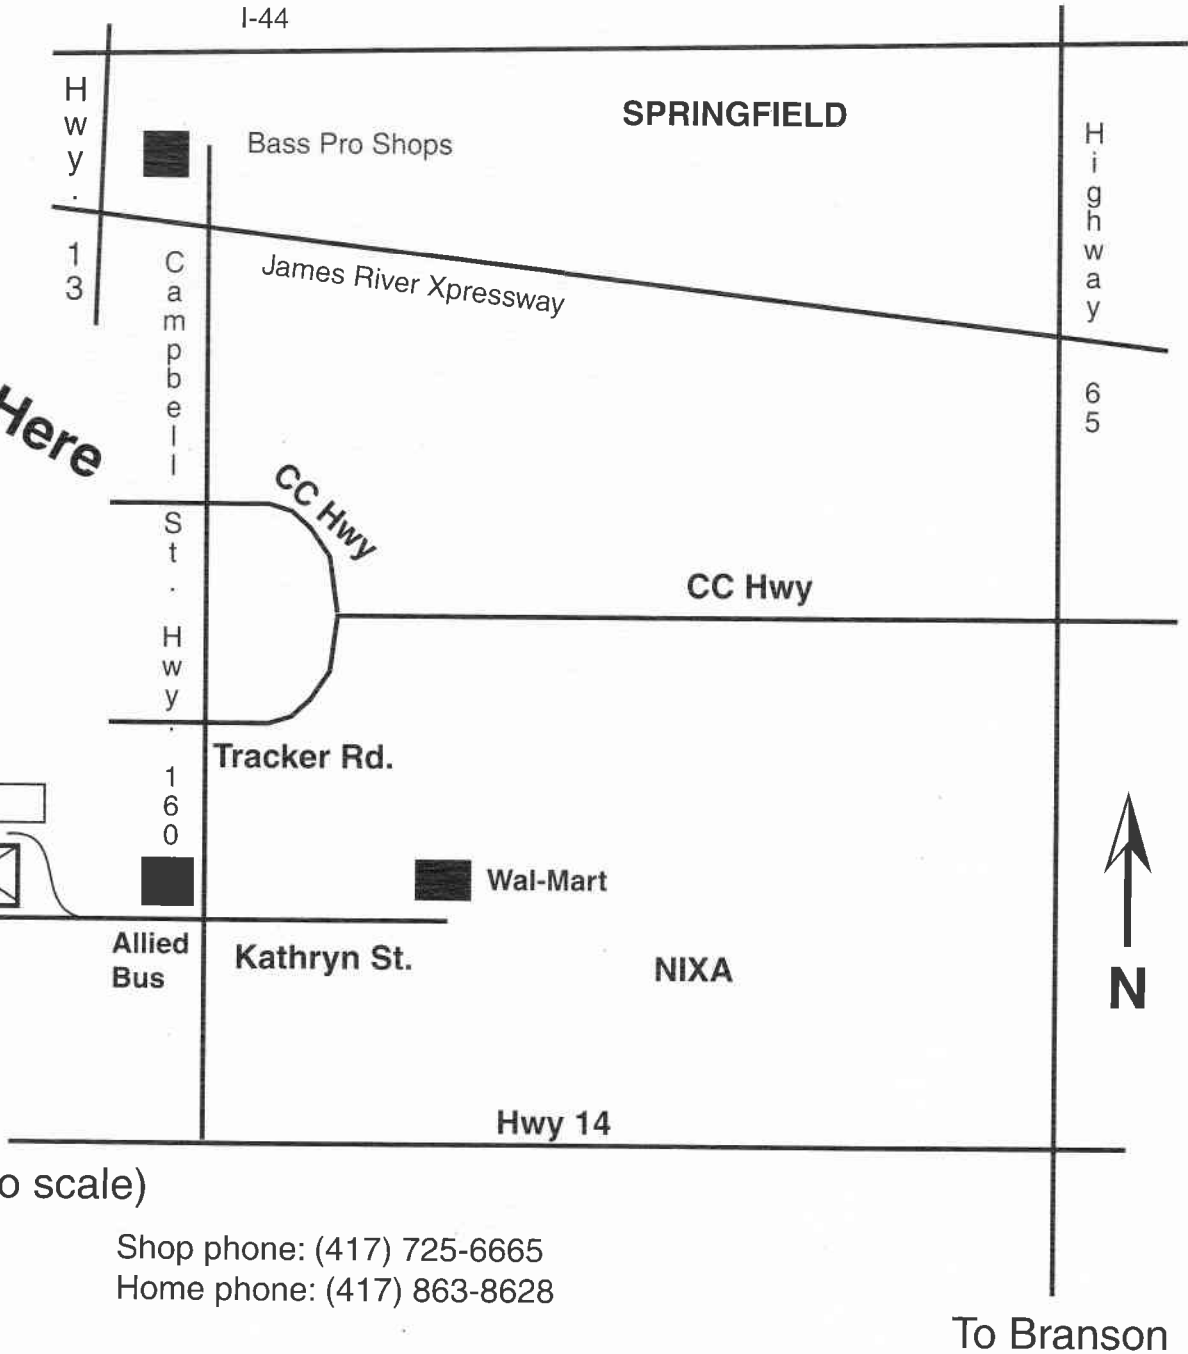 I-44
Hwy. 13
SPRINGFIELD
Bass Pro Shops
Highway 65
Campbell St. Hwy. 160
James River Xpressway
Here
CC Hwy
CC Hwy
Tracker Rd.
Wal-Mart
Allied
Bus
Kathryn St.
NIXA
N
Hwy 14
o scale)
Shop phone: (417) 725-6665
Home phone: (417) 863-8628
To Branson